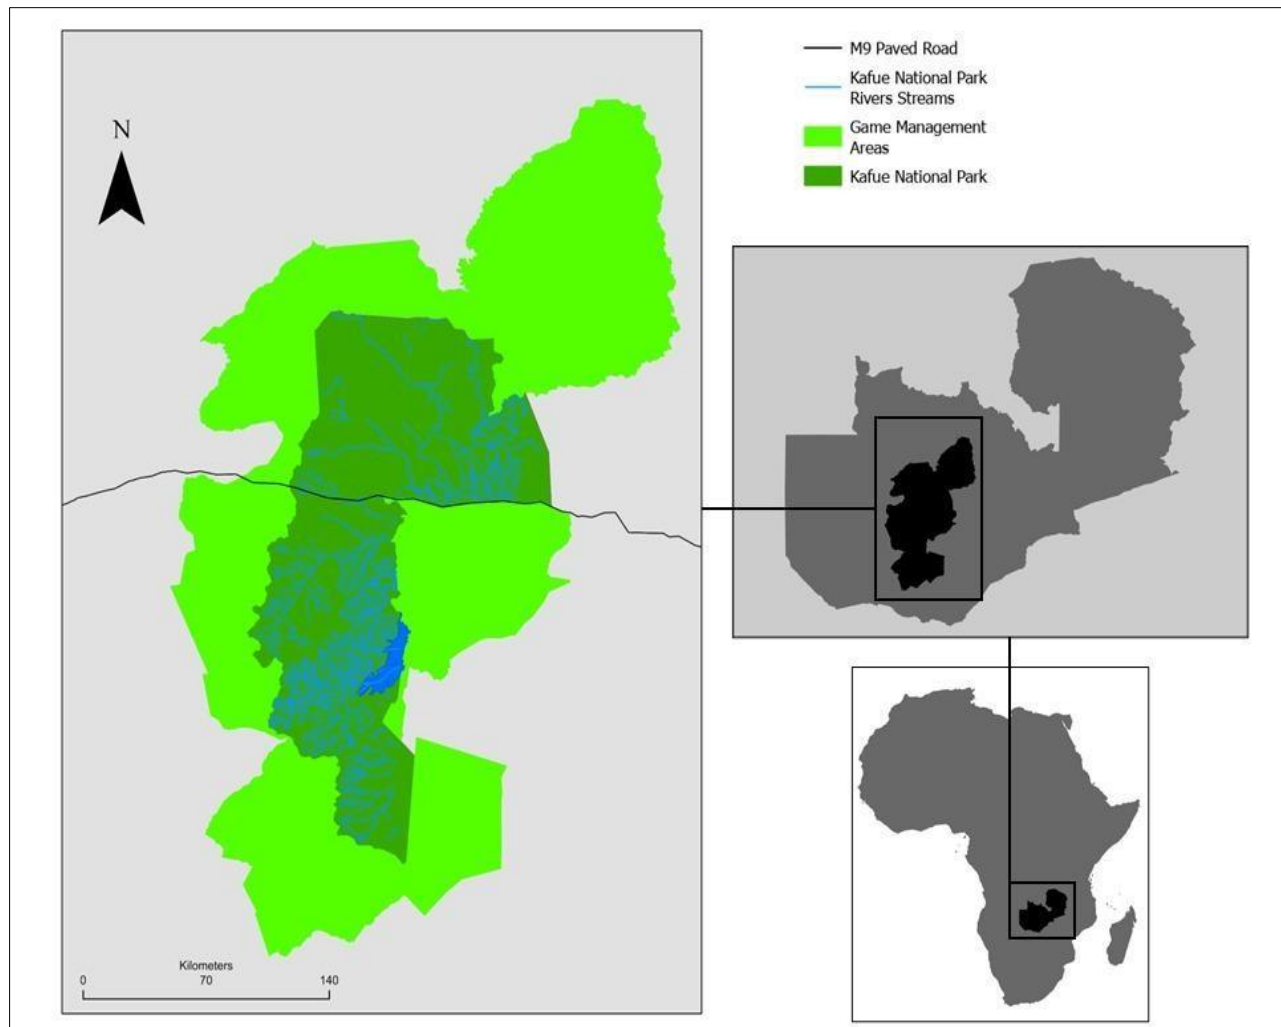 N
M9 Paved Road
Kafue National Park
Rivers Streams
Game Management
Areas
Kafue National Park
Kilometers
0 70 140